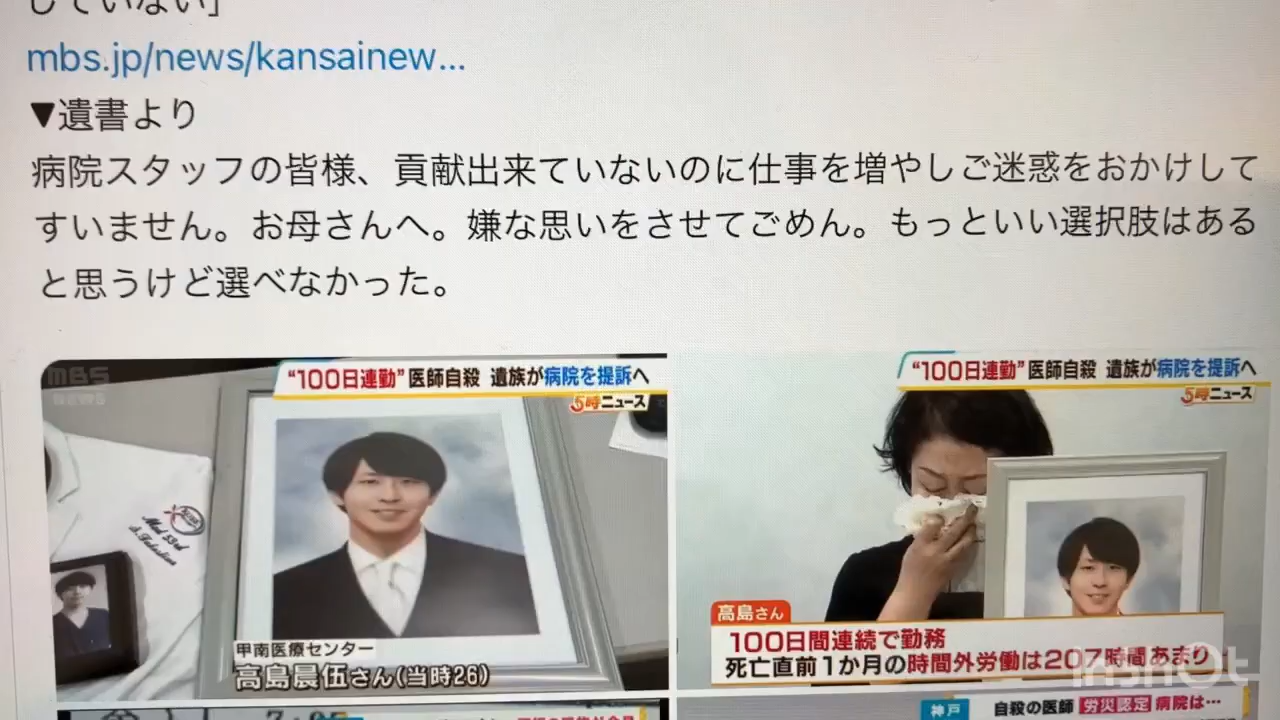 していない」
mbs.jp/news/kansainew...
▼遺書より
病院スタッフの皆様、貢献出来ていないのに仕事を増やしご迷惑をおかけして
すいません。お母さんへ。嫌な思いをさせてごめん。もっといい選択肢はある
と思うけど選べなかった。
MBS
NEWS
“100日連勤”医師自殺 遺族が病院を提訴へ
5時ニュース
甲南医療センター
高島晨伍さん(当時26)
“100日連勤”医師自殺 遺族が病院を提訴へ
5時ニュース
高島さん
100日間連続で勤務
死亡直前1か月の時間外労働は207時間あまり
InShOt
神戸
自殺の医師 労災認定 病院は…